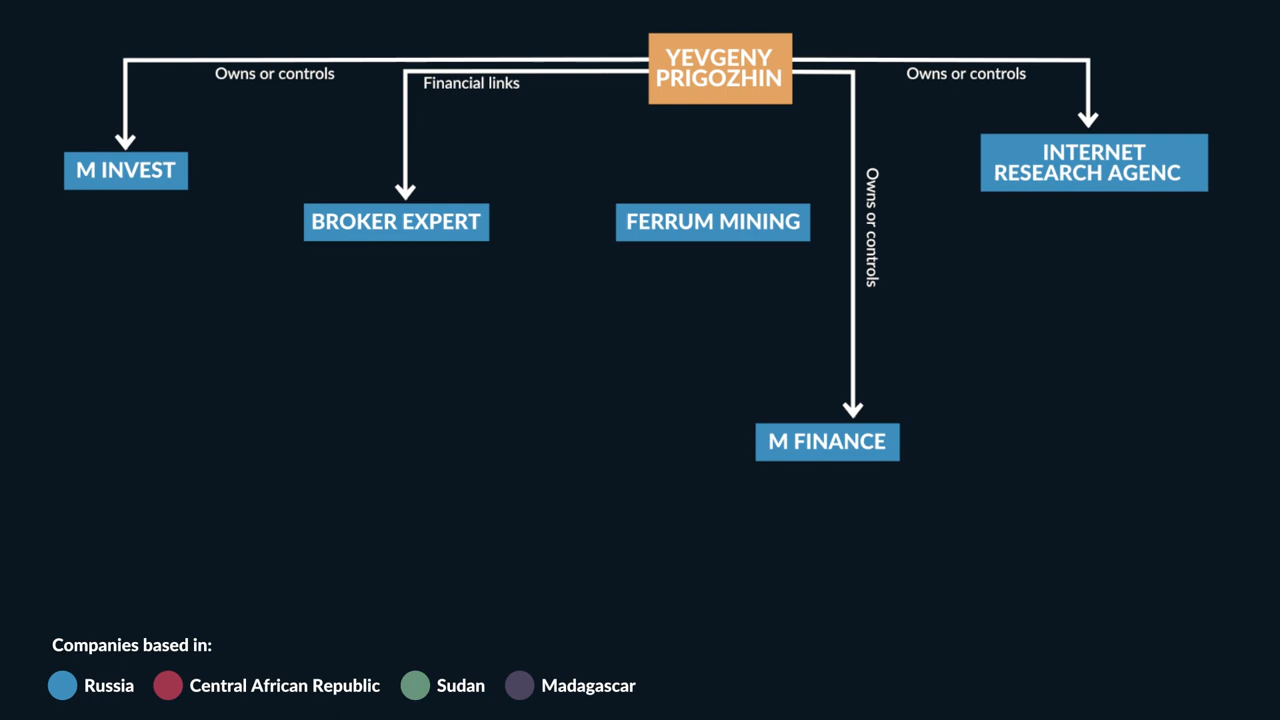 YEVGENY
PRIGOZHIN
Owns or controls
Financial links
Owns or controls
INTERNET
RESEARCH AGENC
M INVEST
Owns or controls
BROKER EXPERT
FERRUM MINING
M FINANCE
Companies based in:
Russia
Central African Republic
Sudan
Madagascar